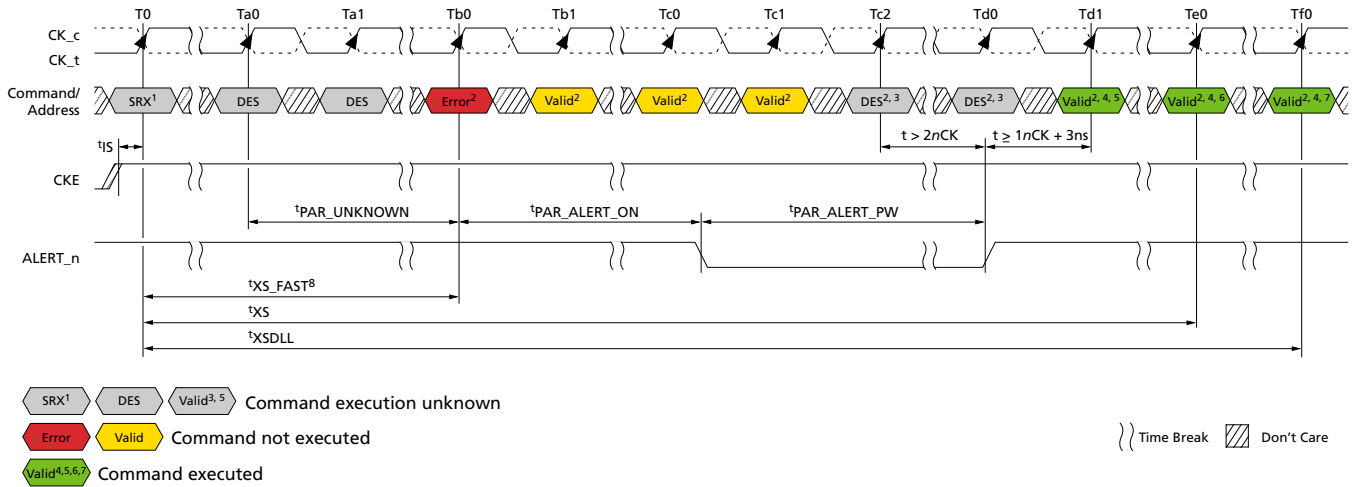 T0 Ta0 Ta1 Tb0 Tb1 Tc0 Tc1 Tc2 Td0 Td1 Te0 Tf0
CK_c
CK_t
Command/
Address
SRX¹ DES DES Error² Valid² Valid² Valid² DES², ³ DES², ³ Valid², ⁴, ⁵ Valid², ⁴, ⁶ Valid², ⁴, ⁷
tIS
t > 2nCK
t ≥ 1nCK + 3ns
CKE
tPAR_UNKNOWN
tPAR_ALERT_ON
tPAR_ALERT_PW
ALERT_n
tXS_FAST⁸
tXS
tXSDLL
SRX¹ DES Valid³, ⁵ Command execution unknown
Error Valid Command not executed
Time Break
Don't Care
Valid⁴,⁵,⁶,⁷ Command executed